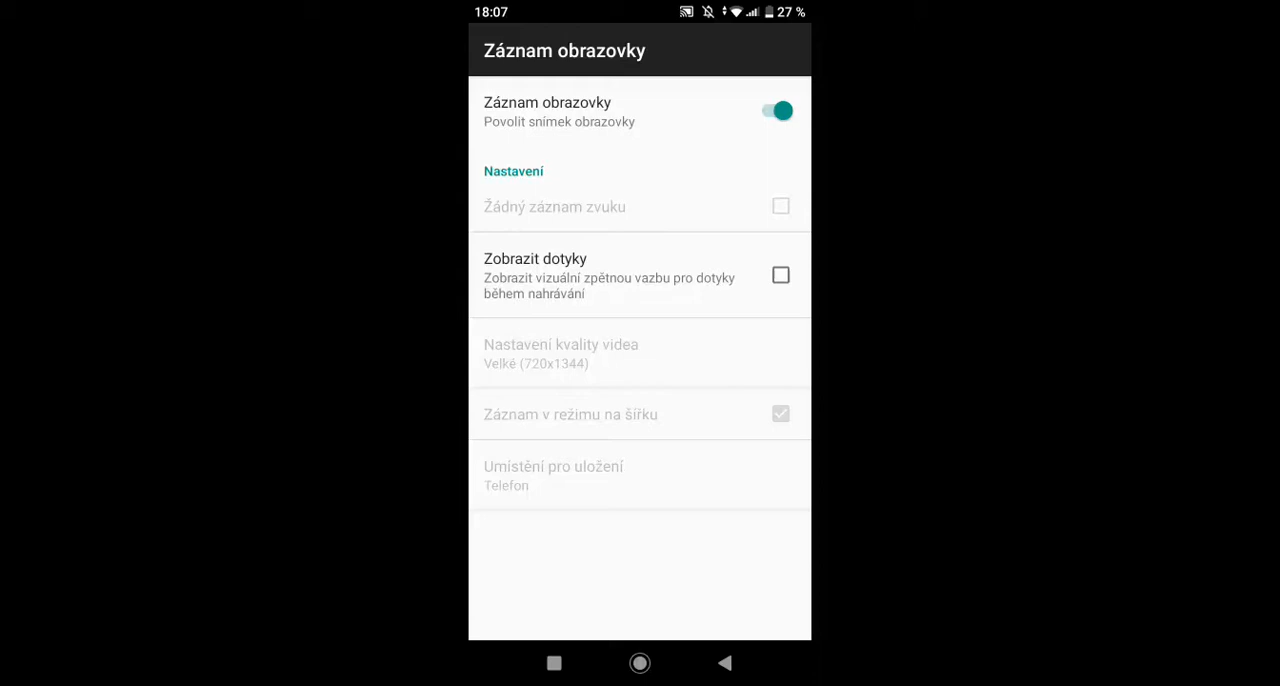 18:07
27 %
Záznam obrazovky
Záznam obrazovky
Povolit snímek obrazovky
Nastavení
Žádný záznam zvuku
Zobrazit dotyky
Zobrazit vizuální zpětnou vazbu pro dotyky
během nahrávání
Nastavení kvality videa
Velké (720x1344)
Záznam v režimu na šířku
Umístění pro uložení
Telefon